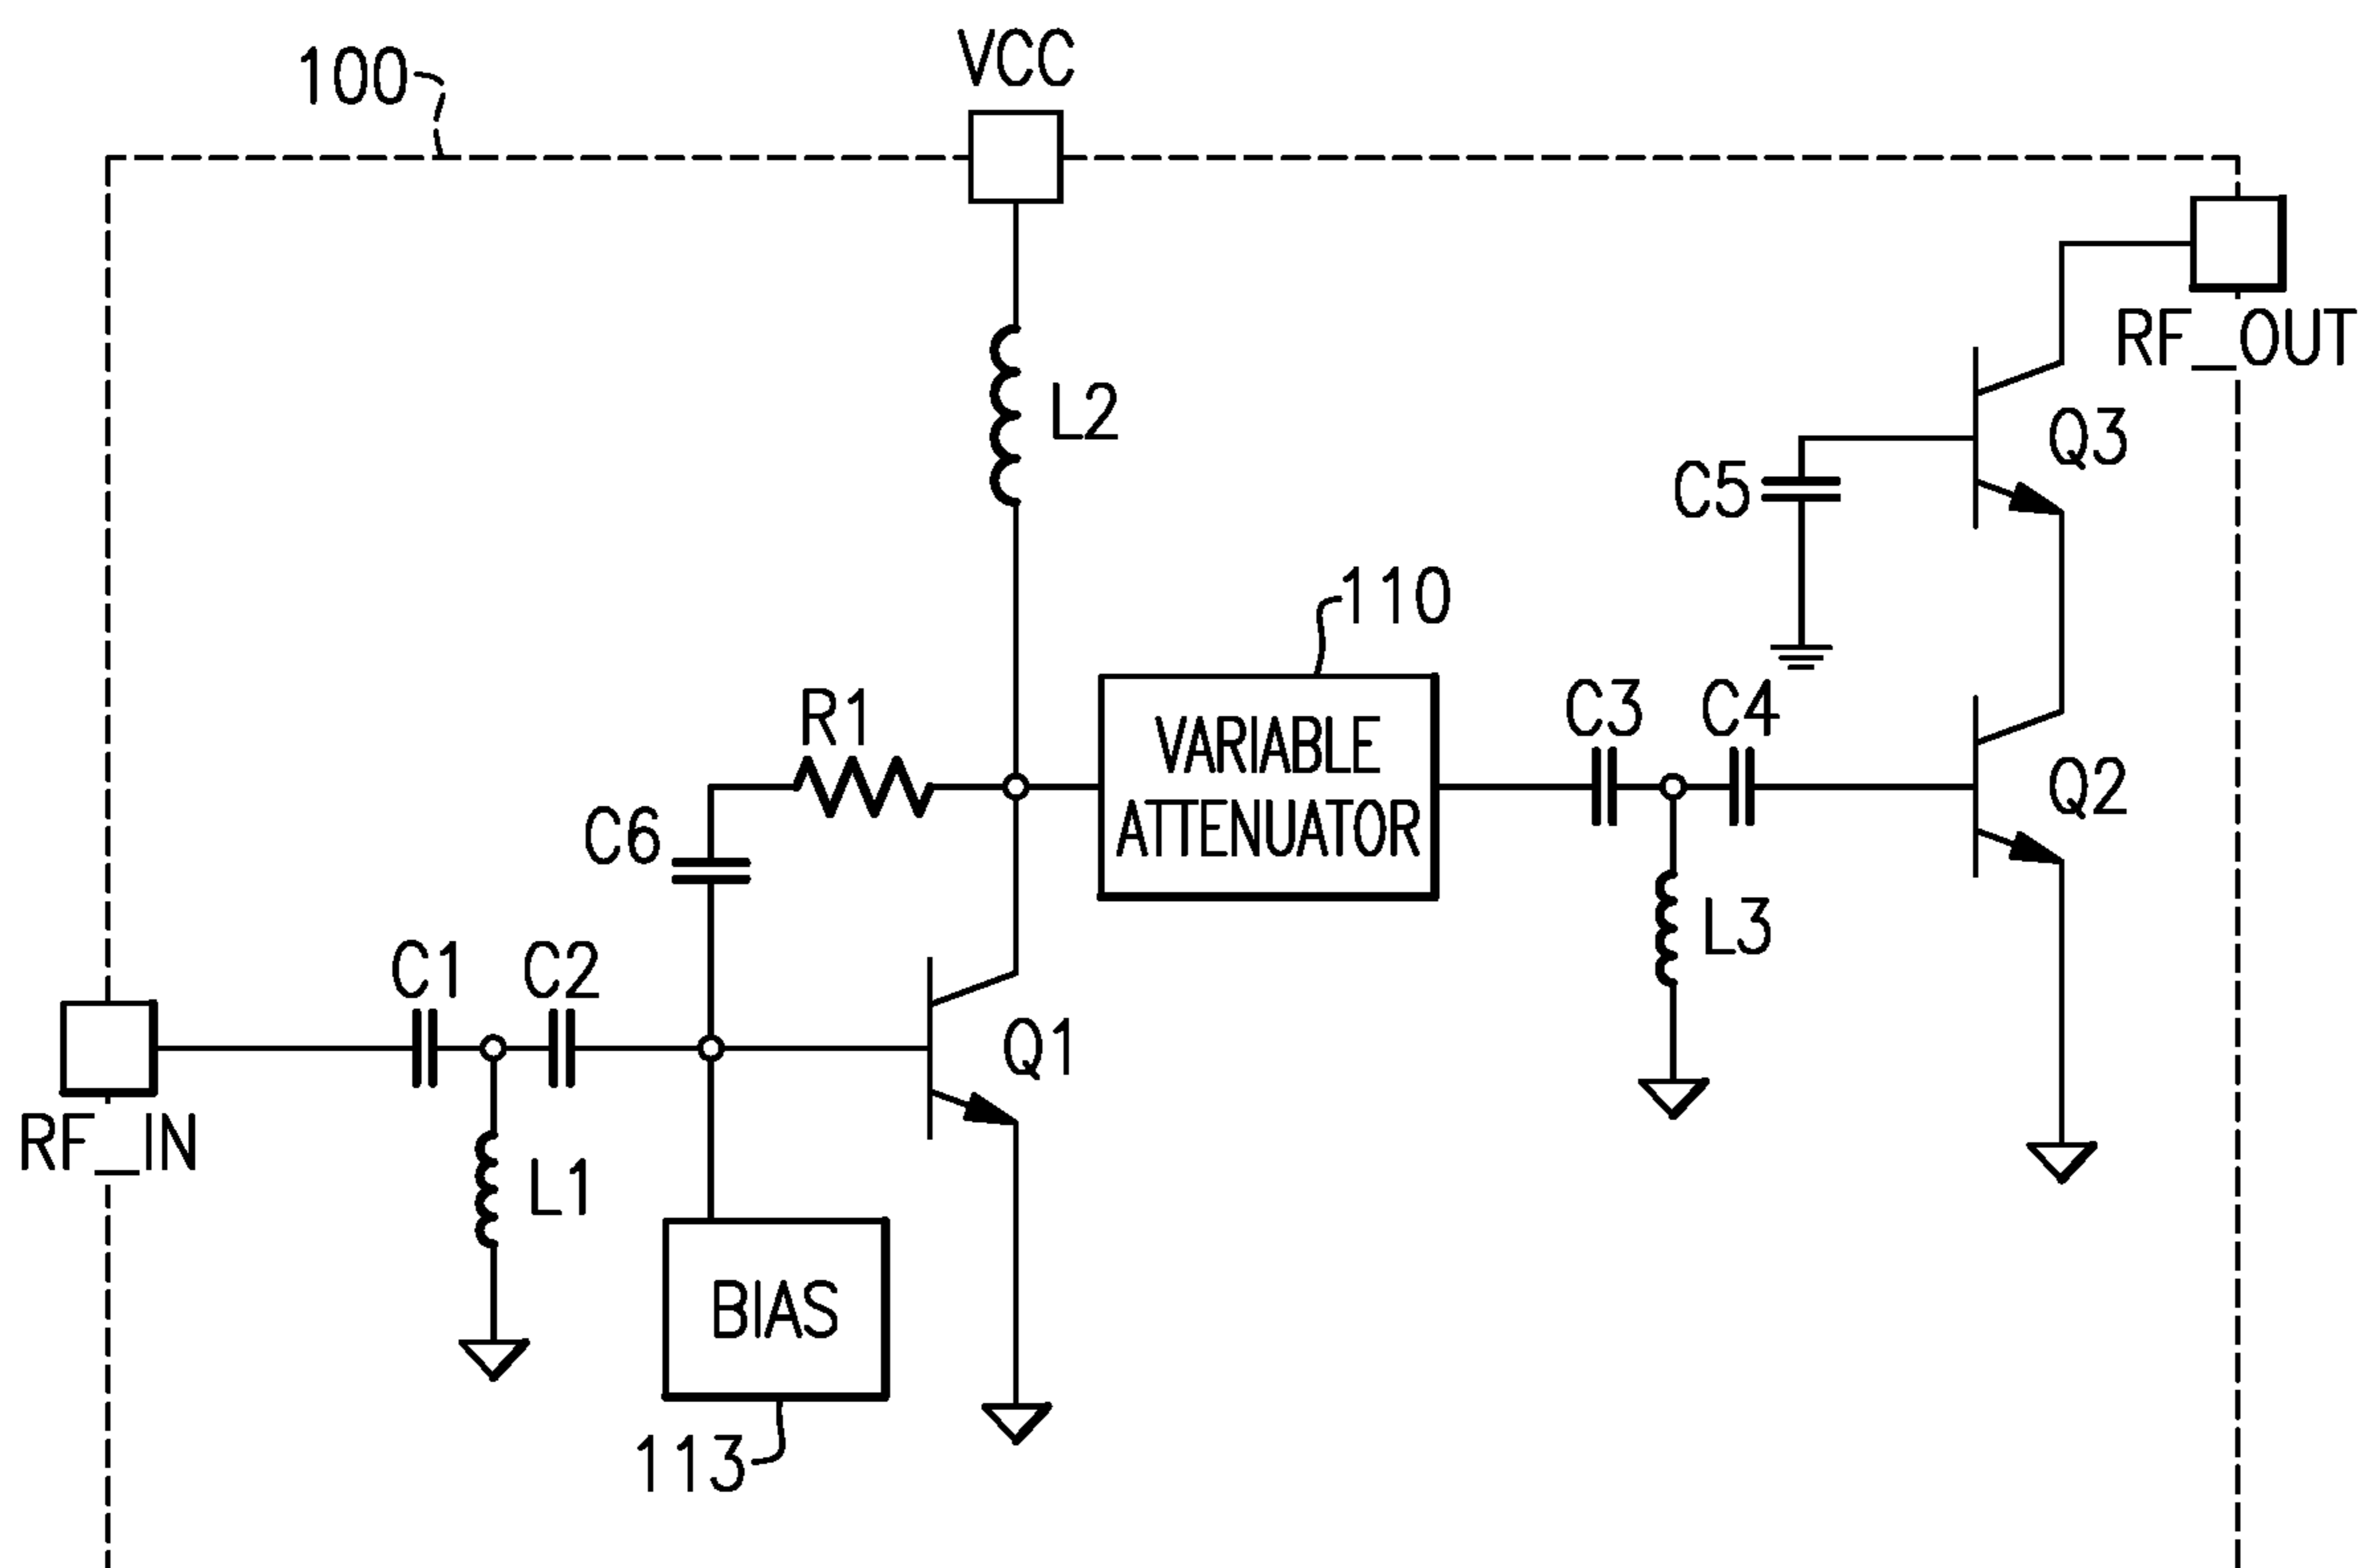 100
VCC
RF_OUT
L2
Q3
C5
110
R1
VARIABLE
ATTENUATOR
C3
C4
Q2
C6
L3
C1
C2
Q1
RF_IN
L1
BIAS
113